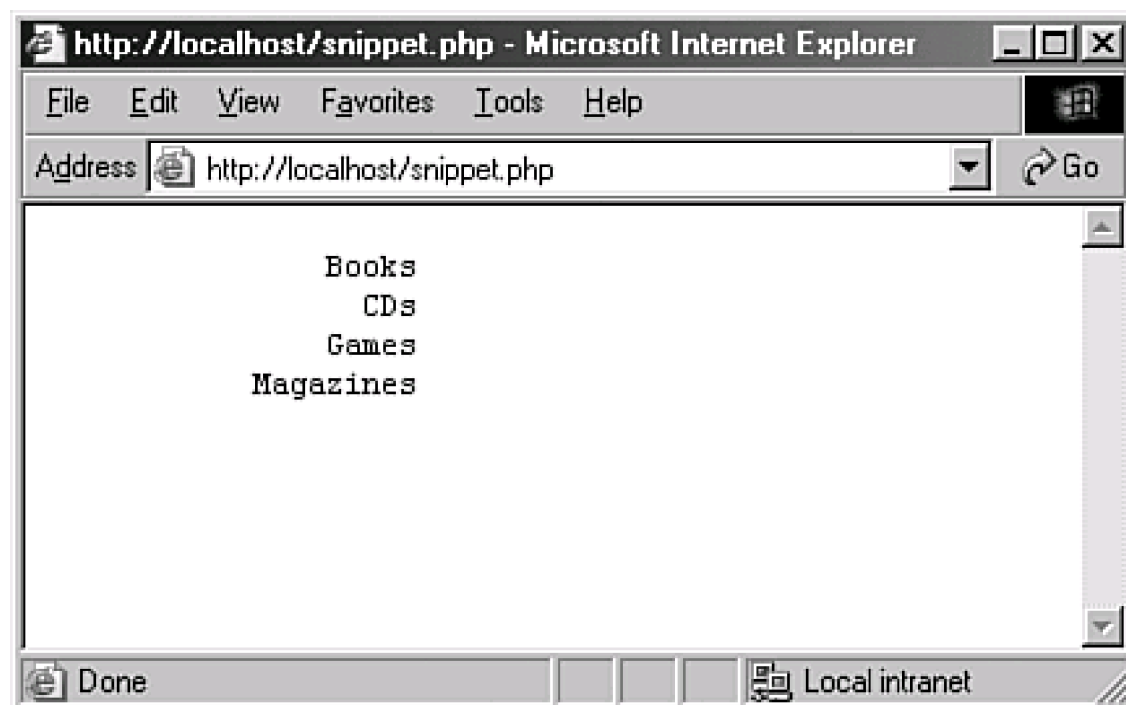 http://localhost/snippet.php - Microsoft Internet Explorer
File Edit View Favorites Tools Help
Address http://localhost/snippet.php Go
Books
CDs
Games
Magazines
Done Local intranet